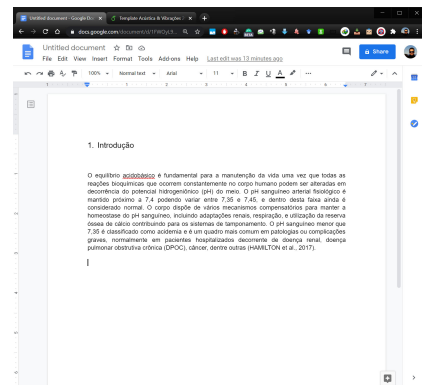 Untitled document - Google Do
Template Acústica & Vibrações
docs.google.com/document/d/1FWQyL
Untitled document
File Edit View Insert Format Tools Add-ons Help Last edit was 13 minutes ago
Share
100% Normal text Arial 11 B I U A
1. Introdução
O equilíbrio acidobásico é fundamental para a manutenção da vida uma vez que todas as
reações bioquímicas que ocorrem constantemente no corpo humano podem ser alteradas em
decorrência do potencial hidrogeniônico (pH) do meio. O pH sanguíneo arterial fisiológico é
mantido próximo a 7,4 podendo variar entre 7,35 e 7,45, e dentro desta faixa ainda é
considerado normal. O corpo dispõe de vários mecanismos compensatórios para manter a
homeostase do pH sanguíneo, incluindo adaptações renais, respiração, e utilização da reserva
óssea de cálcio contribuindo para os sistemas de tamponamento. O pH sanguíneo menor que
7,35 é classificado como acidemia e é um quadro mais comum em patologias ou complicações
graves, normalmente em pacientes hospitalizados decorrente de doença renal, doença
pulmonar obstrutiva crônica (DPOC), câncer, dentre outras (HAMILTON et al., 2017).